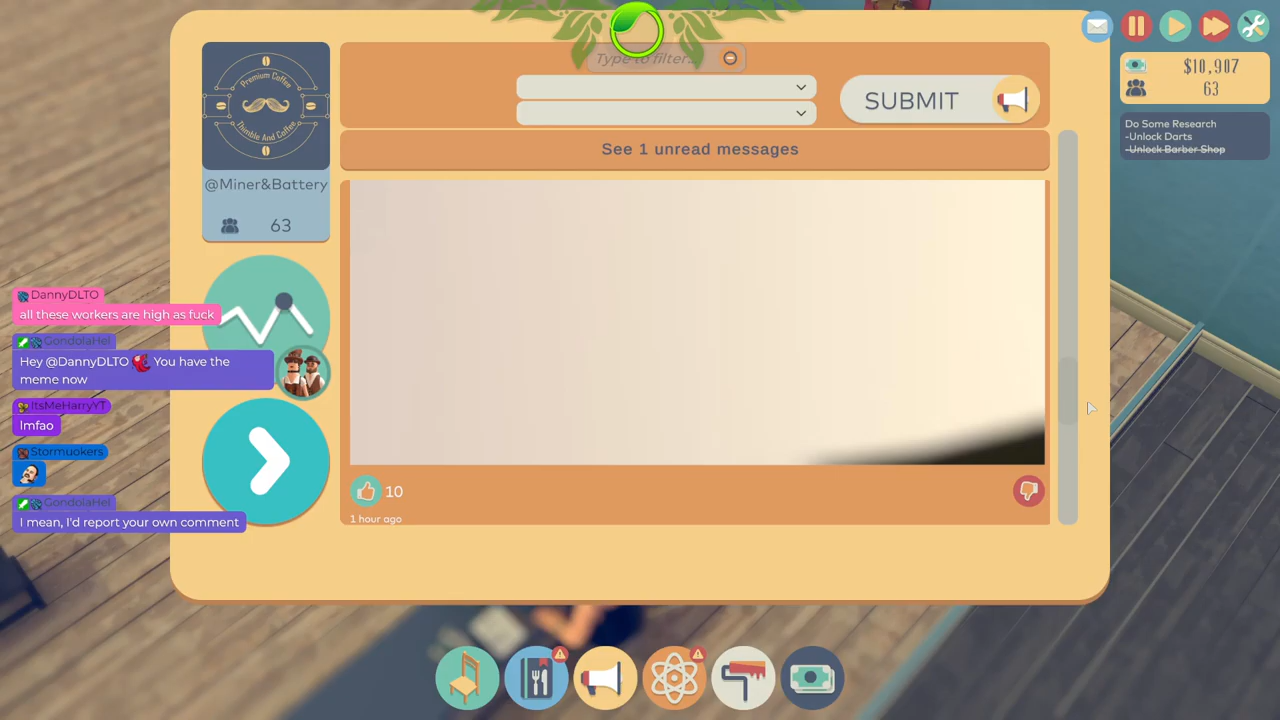 Type to filter..
SUBMIT
See 1 unread messages
Premium Coffee
Thimble And Coffee
@Miner&Battery
63
$10,907
63
Do Some Research
-Unlock Darts
-Unlock Barber Shop
DannyDLTO
all these workers are high as fuck
GondolaHel
Hey @DannyDLTO You have the
meme now
ItsMeHarryYT
lmfao
Stormuokers
GondolaHel
I mean, I'd report your own comment
10
1 hour ago